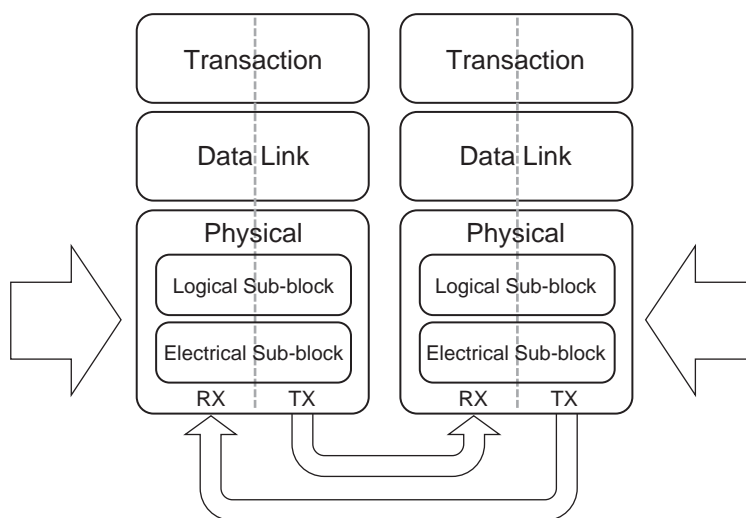 Transaction
Data Link
Physical
Logical Sub-block
Electrical Sub-block
RX TX
Transaction
Data Link
Physical
Logical Sub-block
Electrical Sub-block
RX TX